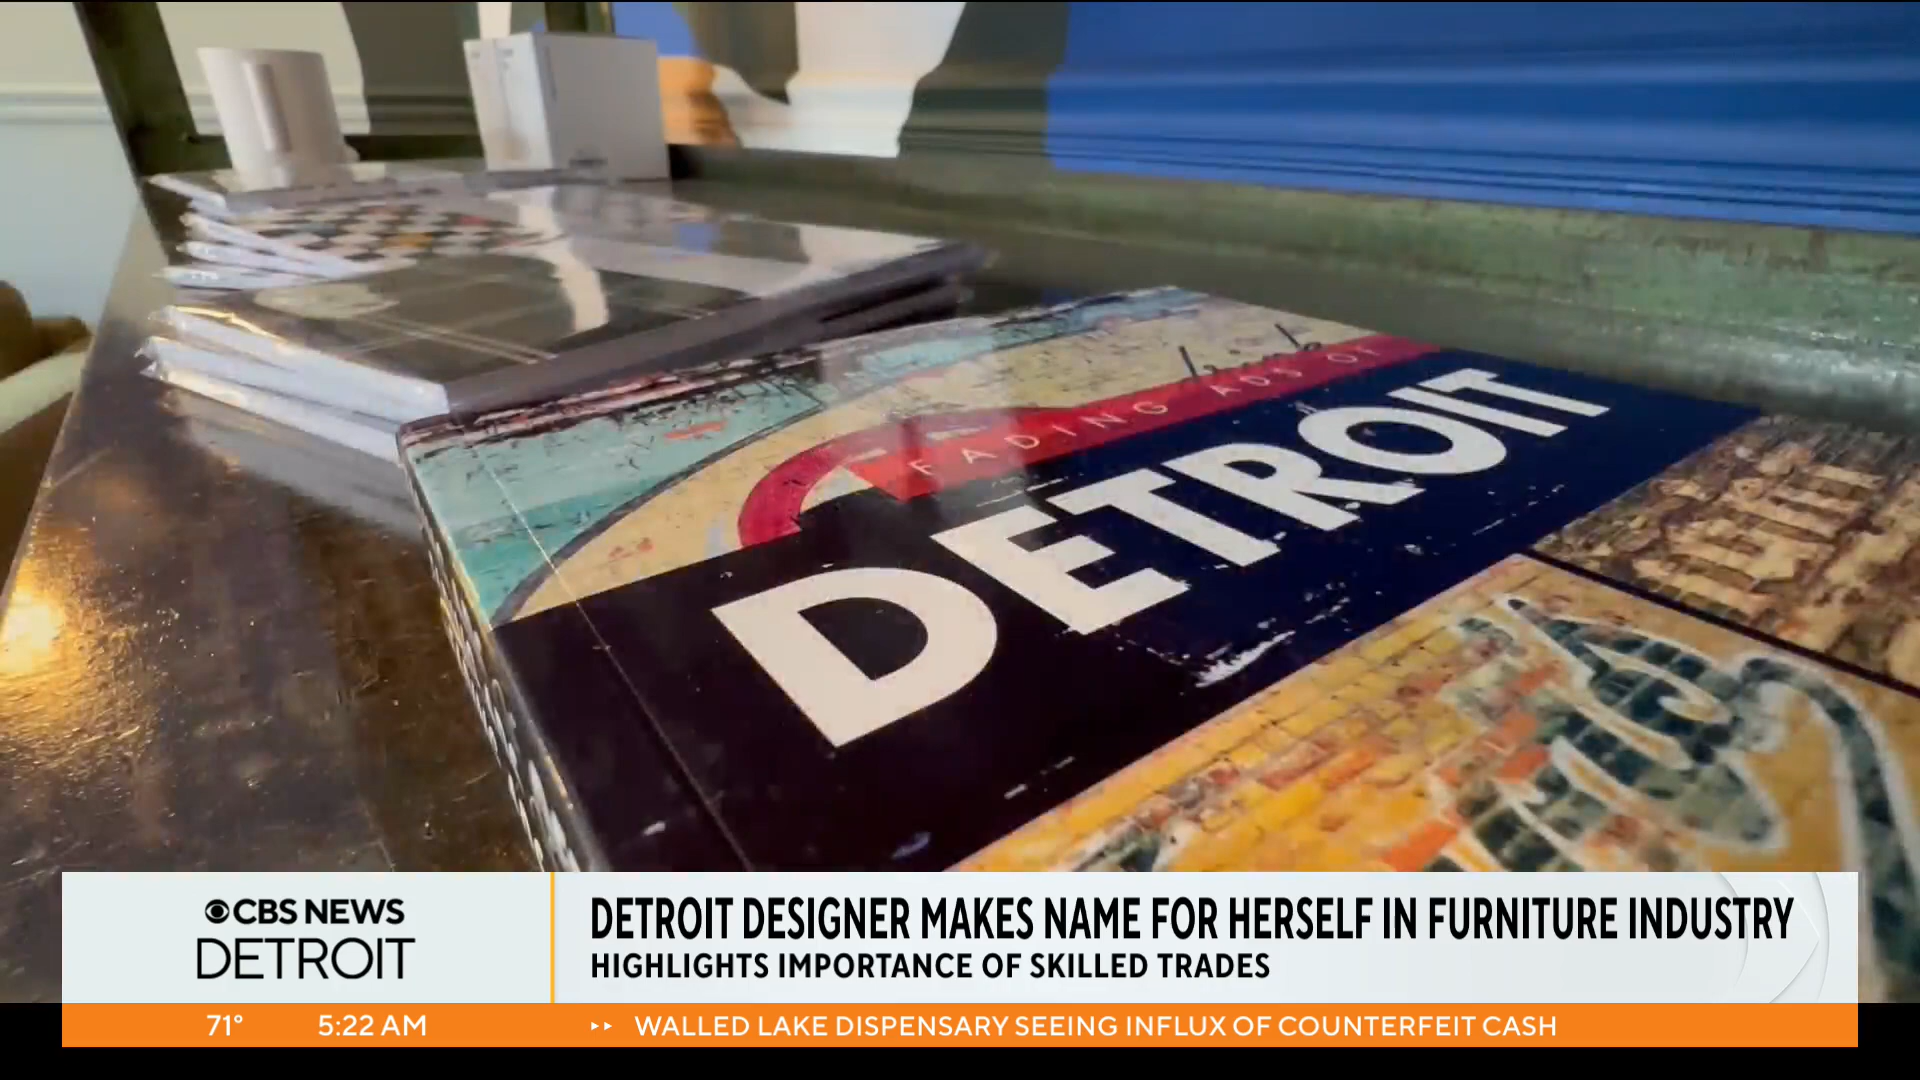 FADING ADS OF
DETROIT
CBS NEWS
DETROIT
DETROIT DESIGNER MAKES NAME FOR HERSELF IN FURNITURE INDUSTRY
HIGHLIGHTS IMPORTANCE OF SKILLED TRADES
71° 5:22 AM WALLED LAKE DISPENSARY SEEING INFLUX OF COUNTERFEIT CASH